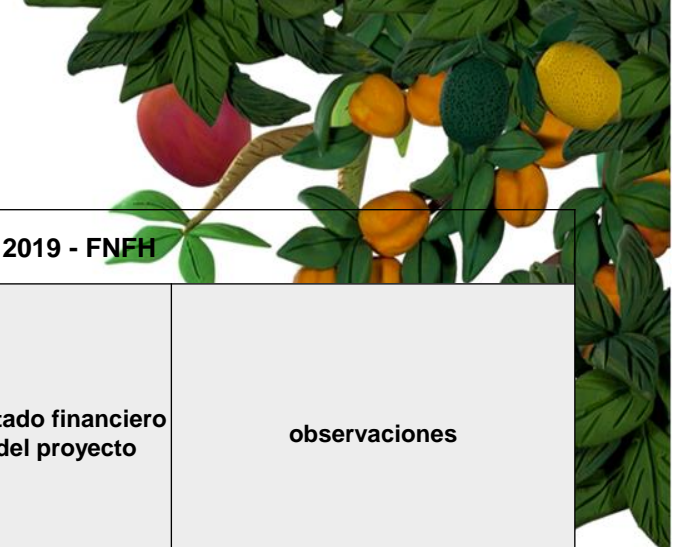 2019 - FNFH
tado financiero
del proyecto
observaciones